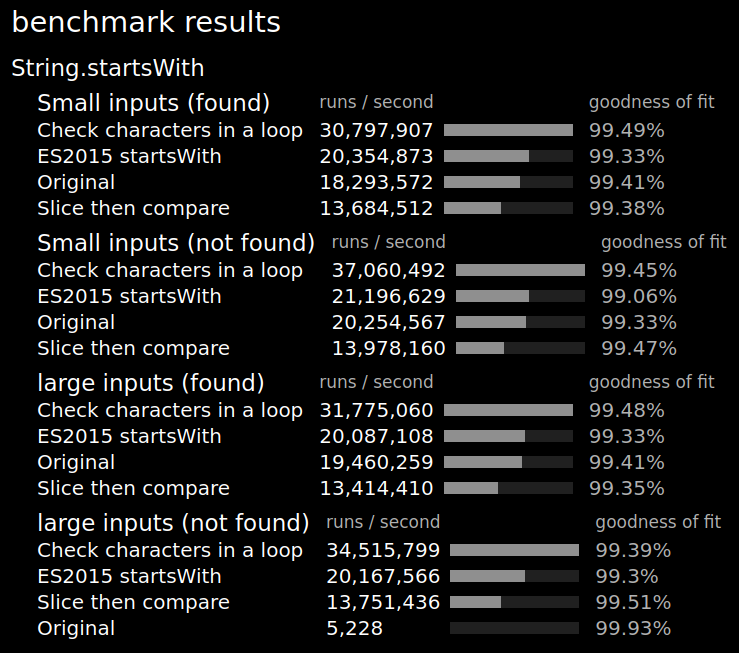 benchmark results
String.startsWith
Small inputs (found) runs / second goodness of fit
Check characters in a loop 30,797,907 99.49%
ES2015 startsWith 20,354,873 99.33%
Original 18,293,572 99.41%
Slice then compare 13,684,512 99.38%
Small inputs (not found) runs / second goodness of fit
Check characters in a loop 37,060,492 99.45%
ES2015 startsWith 21,196,629 99.06%
Original 20,254,567 99.33%
Slice then compare 13,978,160 99.47%
large inputs (found) runs / second goodness of fit
Check characters in a loop 31,775,060 99.48%
ES2015 startsWith 20,087,108 99.33%
Original 19,460,259 99.41%
Slice then compare 13,414,410 99.35%
large inputs (not found) runs / second goodness of fit
Check characters in a loop 34,515,799 99.39%
ES2015 startsWith 20,167,566 99.3%
Slice then compare 13,751,436 99.51%
Original 5,228 99.93%